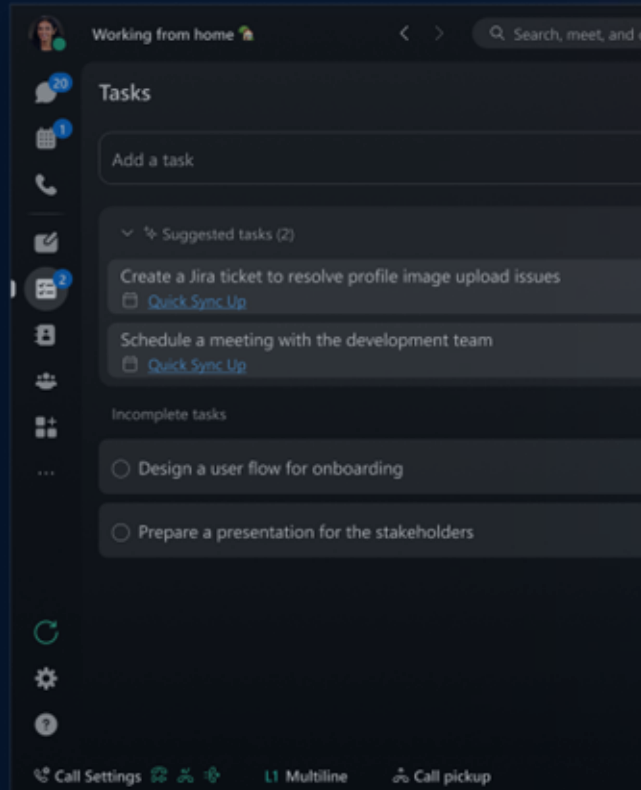 Working from home
Search, meet, and
20
Tasks
1
Add a task
Suggested tasks (2)
Create a Jira ticket to resolve profile image upload issues
2
Quick Sync Up
Schedule a meeting with the development team
Quick Sync Up
Incomplete tasks
Design a user flow for onboarding
Prepare a presentation for the stakeholders
?
Call Settings
L1 Multiline
Call pickup